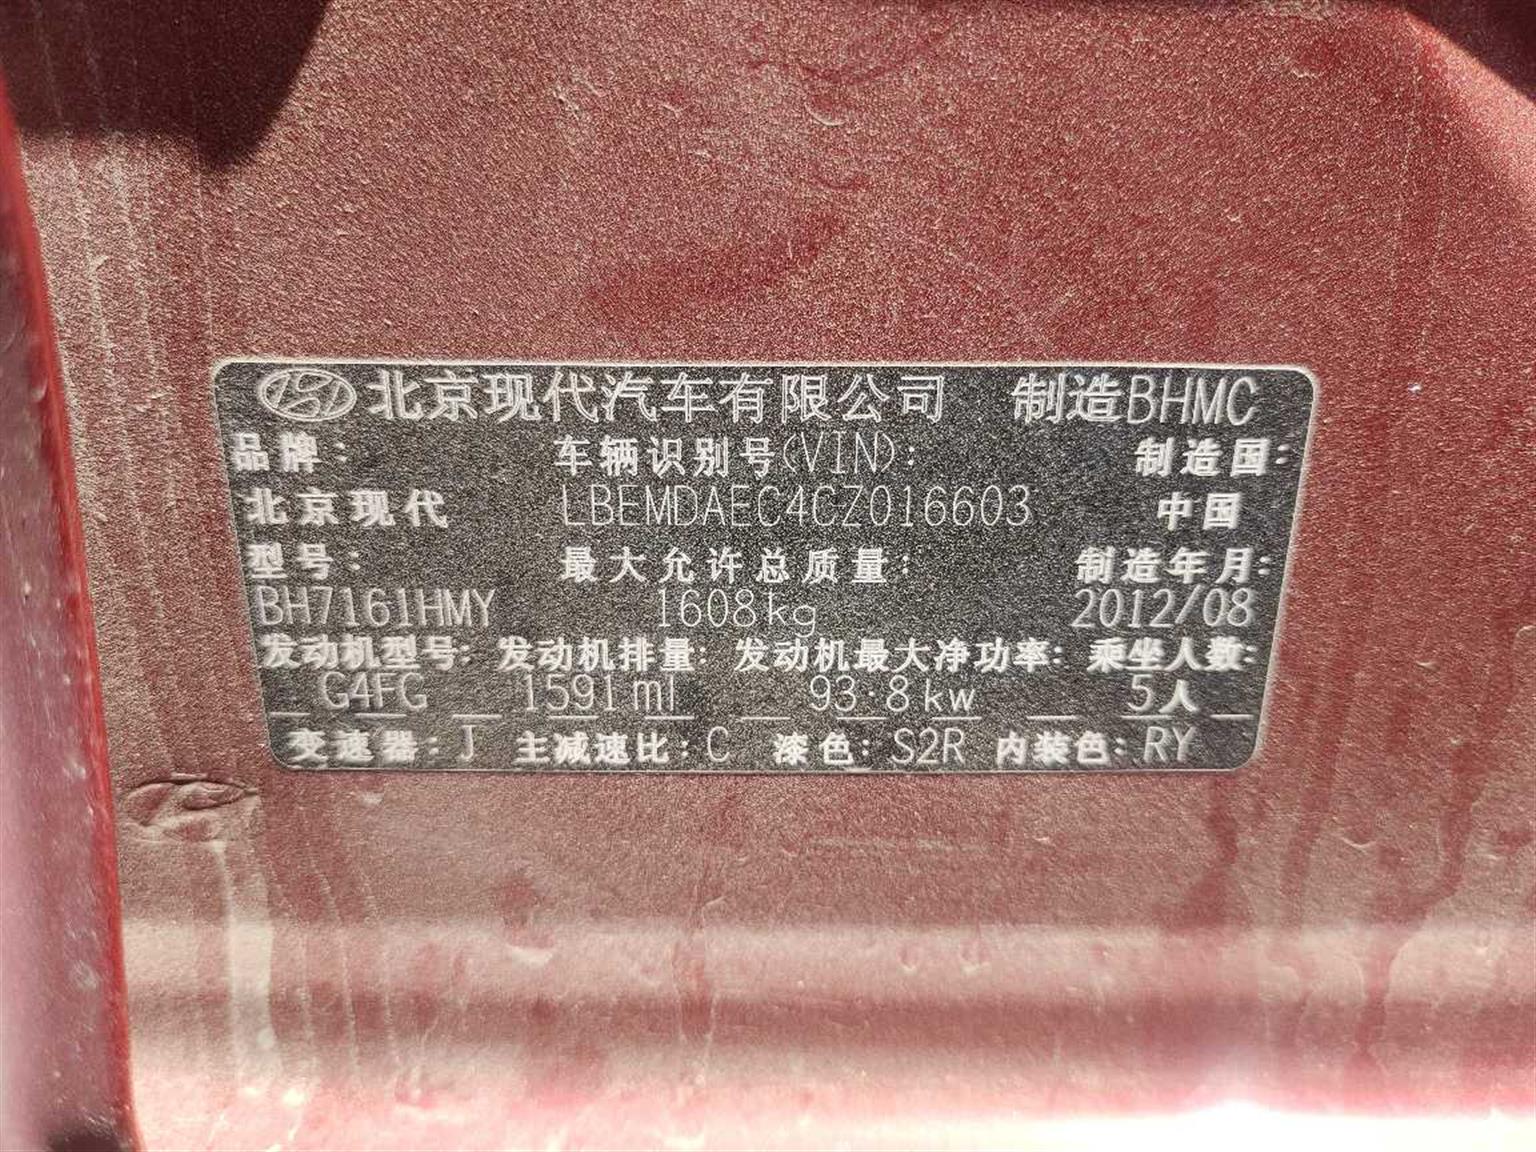 北京现代汽车有限公司 制造BHMC
品牌: 车辆识别号(VIN): 制造国:
北京现代 LBEMDAEC4CZ016603 中国
型号: 最大允许总质量: 制造年月:
BH7161HMY 1608kg 2012/08
发动机型号: 发动机排量: 发动机最大净功率: 乘坐人数:
G4FG 1591ml 93·8kw 5人
变速器: J 主减速比: C 漆色: S2R 内装色: RY